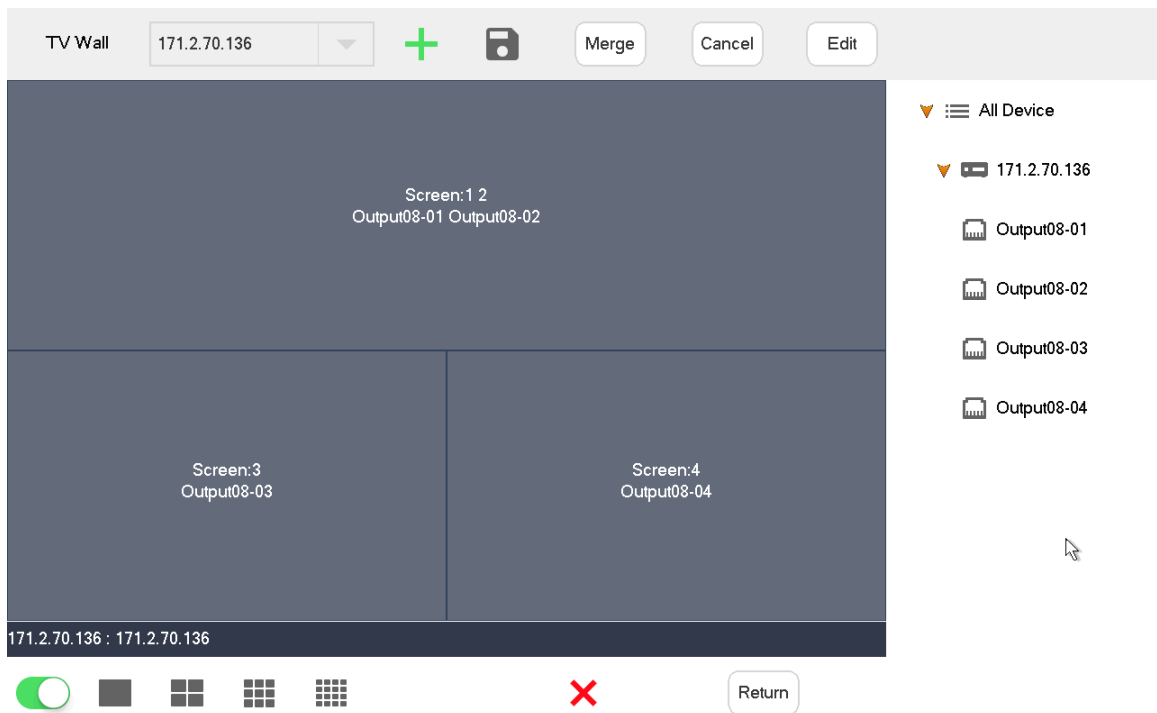 TV Wall
171.2.70.136
Merge
Cancel
Edit
Screen:1 2
Output08-01 Output08-02
Screen:3
Output08-03
Screen:4
Output08-04
171.2.70.136 : 171.2.70.136
All Device
171.2.70.136
Output08-01
Output08-02
Output08-03
Output08-04
Return